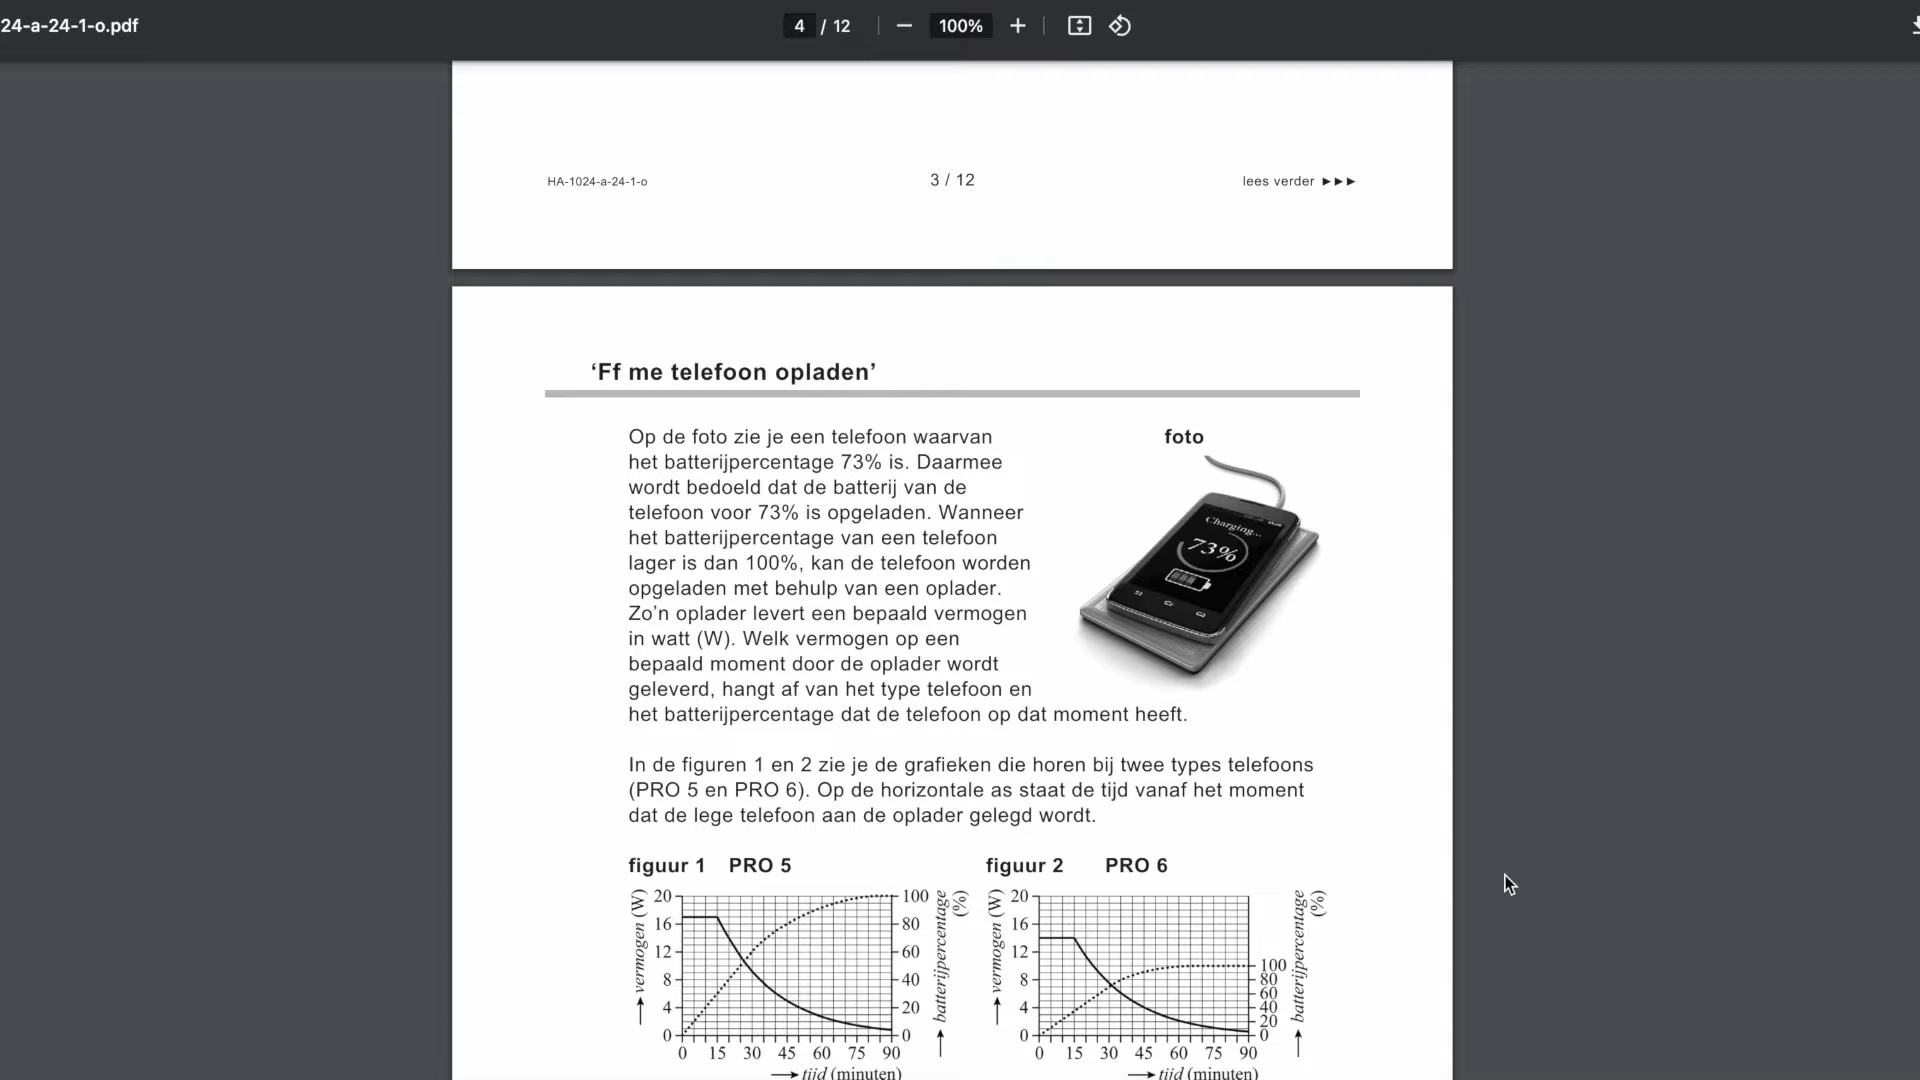 24-a-24-1-o.pdf
4 / 12
100%
HA-1024-a-24-1-o 3 / 12 lees verder ►►►
‘Ff me telefoon opladen’
Op de foto zie je een telefoon waarvan
het batterijpercentage 73% is. Daarmee
wordt bedoeld dat de batterij van de
telefoon voor 73% is opgeladen. Wanneer
het batterijpercentage van een telefoon
lager is dan 100%, kan de telefoon worden
opgeladen met behulp van een oplader.
Zo’n oplader levert een bepaald vermogen
in watt (W). Welk vermogen op een
bepaald moment door de oplader wordt
geleverd, hangt af van het type telefoon en
het batterijpercentage dat de telefoon op dat moment heeft.
foto
Charging...
73%
In de figuren 1 en 2 zie je de grafieken die horen bij twee types telefoons
(PRO 5 en PRO 6). Op de horizontale as staat de tijd vanaf het moment
dat de lege telefoon aan de oplader gelegd wordt.
figuur 1 PRO 5
vermogen (W)
20
16
12
8
4
0
100
80
60
40
20
0
batterijpercentage
(%)
0 15 30 45 60 75 90
tijd (minuten)
figuur 2 PRO 6
vermogen (W)
20
16
12
8
4
0
100
80
60
40
20
0
batterijpercentage
(%)
0 15 30 45 60 75 90
tijd (minuten)